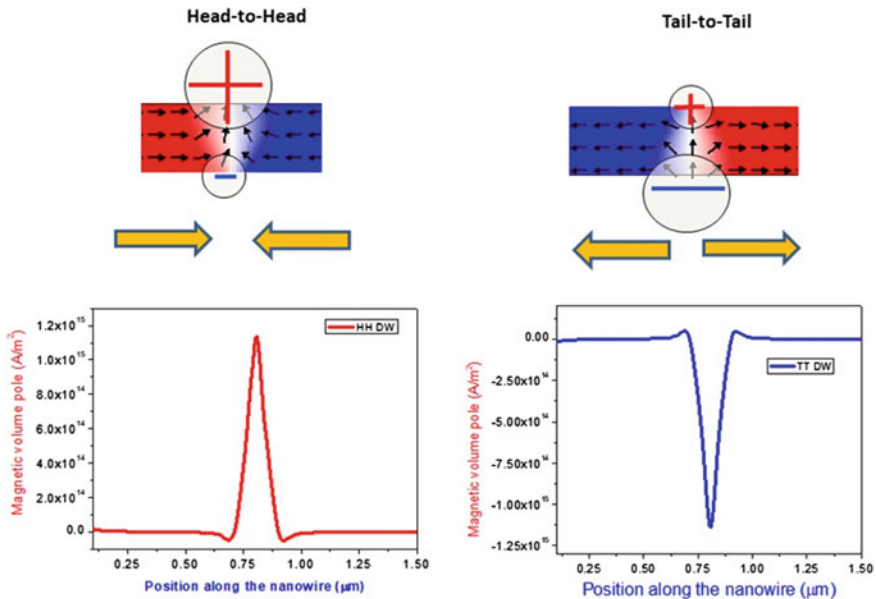 Head-to-Head
Tail-to-Tail
+
−
+
−
Magnetic volume pole (A/m²)
1.2x10¹⁵
1.0x10¹⁵
8.0x10¹⁴
6.0x10¹⁴
4.0x10¹⁴
2.0x10¹⁴
0.0
HH DW
0.25 0.50 0.75 1.00 1.25 1.50
Position along the nanowire (μm)
Magnetic volume pole (A/m²)
0.00
-2.50x10¹⁴
-5.00x10¹⁴
-7.50x10¹⁴
-1.00x10¹⁵
-1.25x10¹⁵
TT DW
0.25 0.50 0.75 1.00 1.25 1.50
Position along the nanowire (μm)